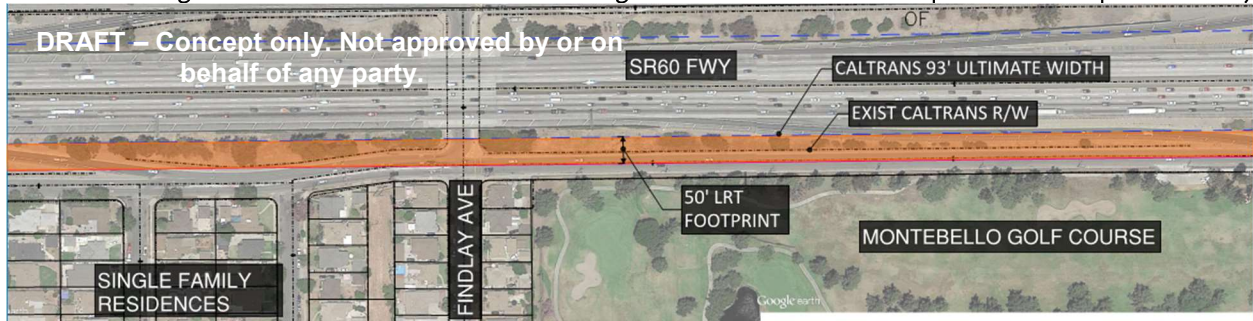 OF
DRAFT – Concept only. Not approved by or on
behalf of any party.
SR60 FWY
CALTRANS 93' ULTIMATE WIDTH
EXIST CALTRANS R/W
50' LRT
FOOTPRINT
FINDLAY AVE
MONTEBELLO GOLF COURSE
SINGLE FAMILY
RESIDENCES
Google earth